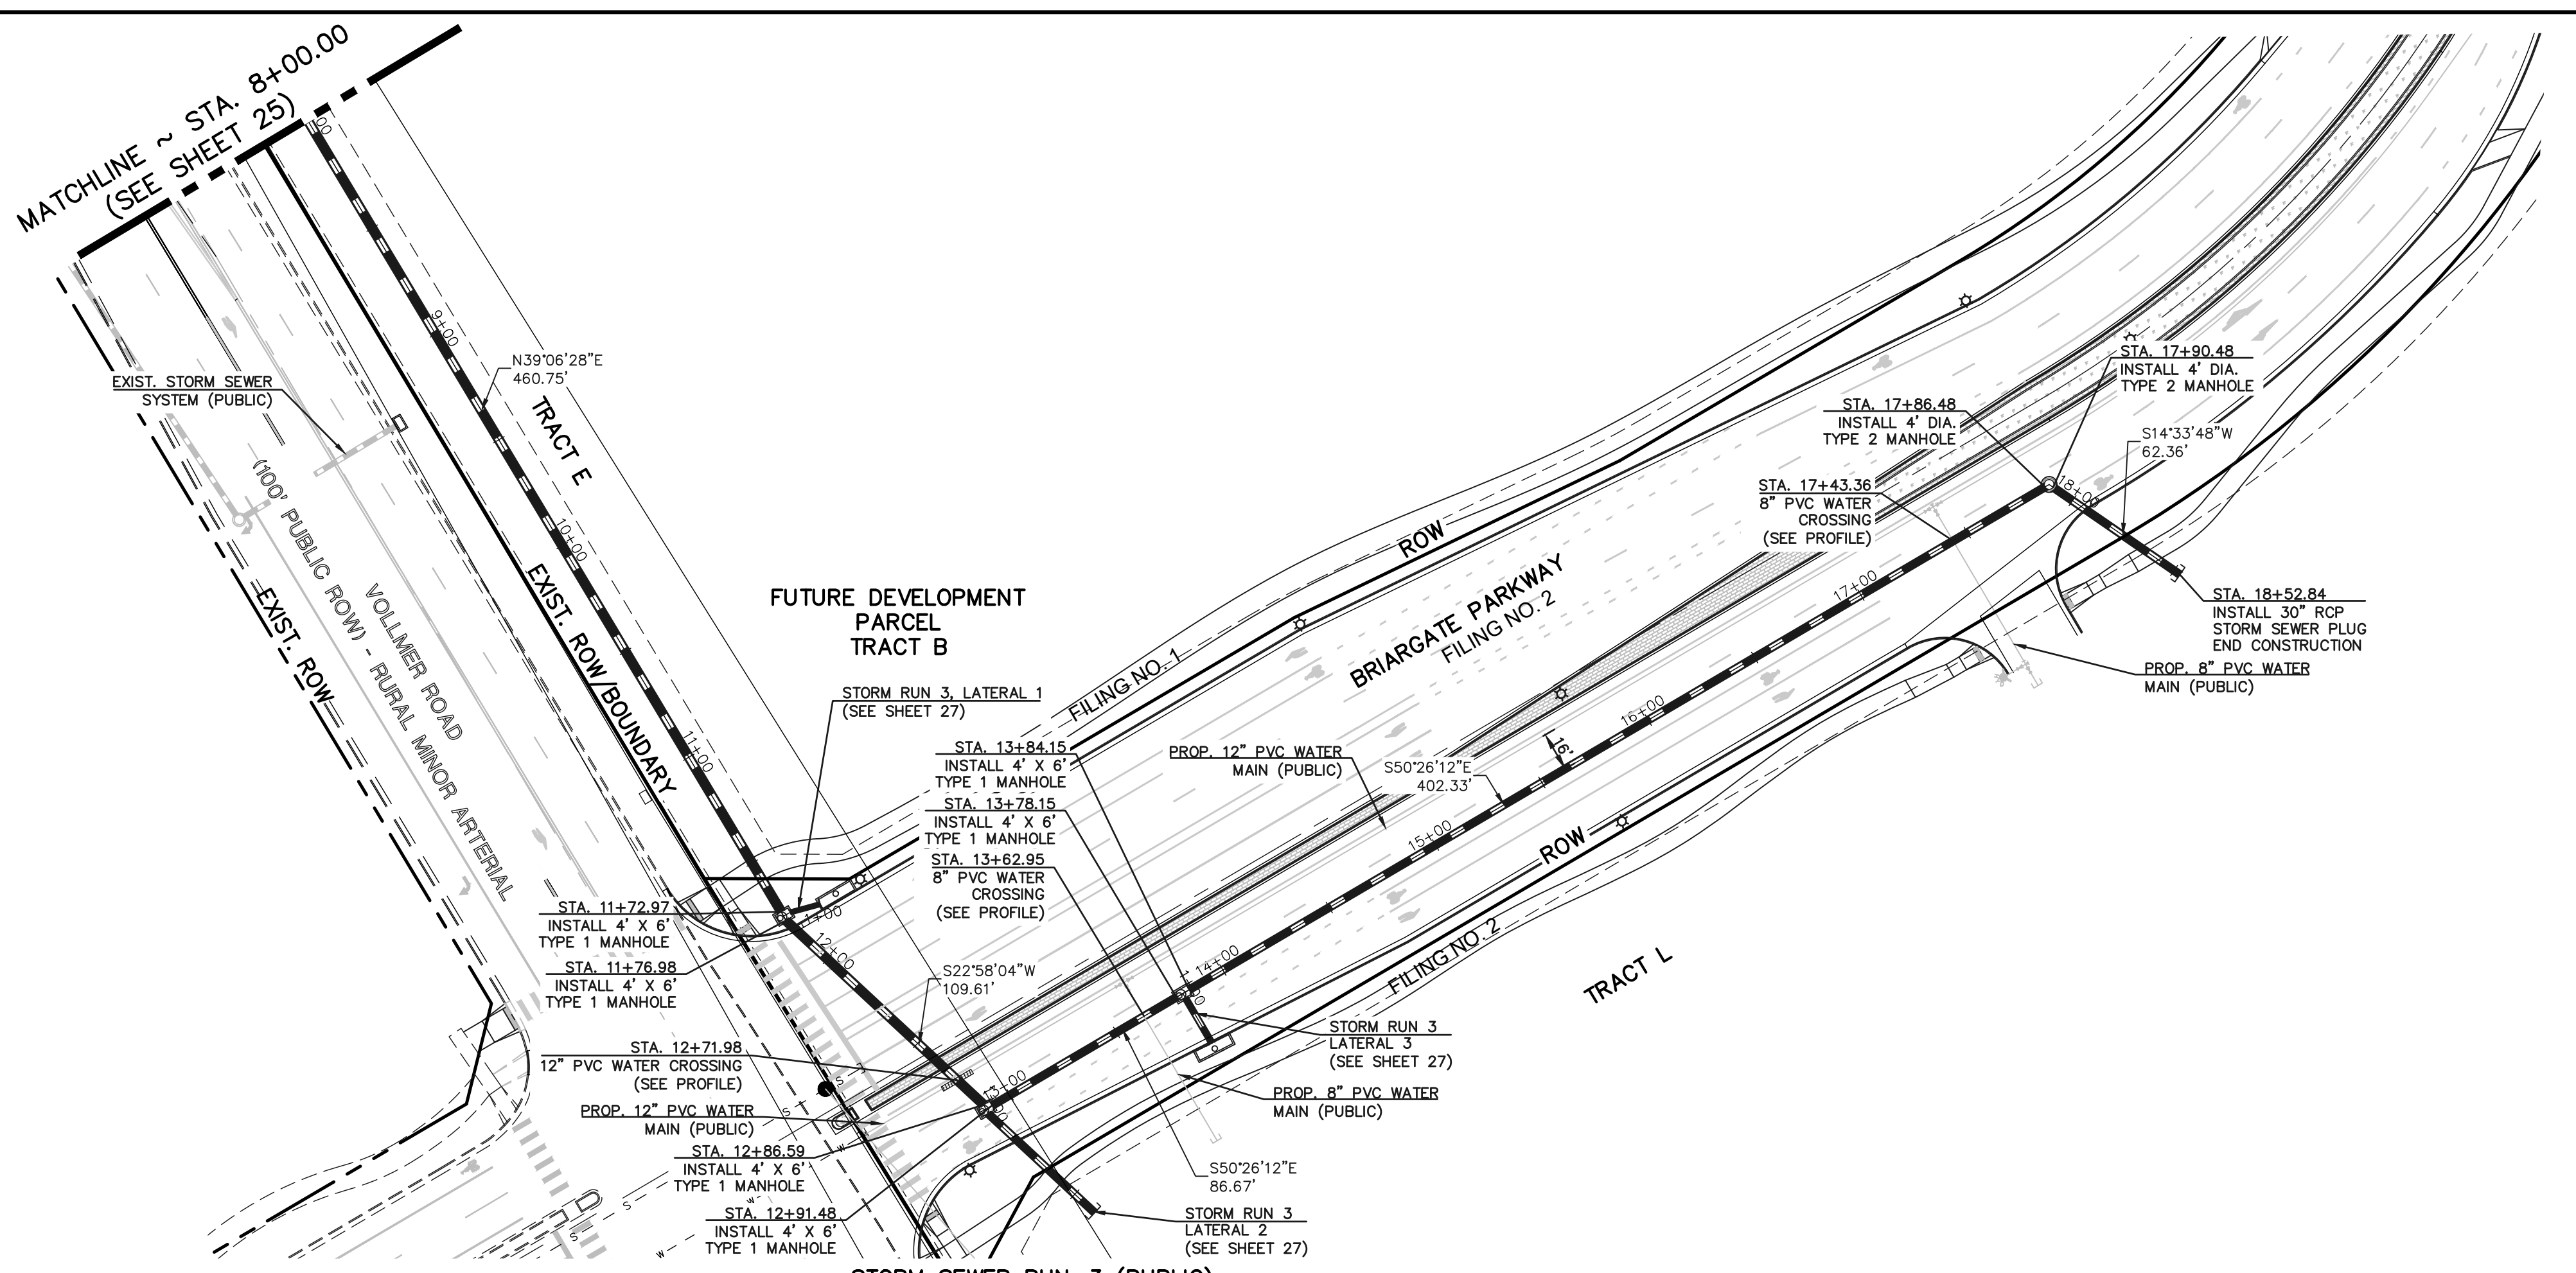 MATCHLINE ~ STA. 8+00.00
(SEE SHEET 25)
9+00
N39°06'28"E
460.75'
TRACT E
EXIST. STORM SEWER
SYSTEM (PUBLIC)
(100' PUBLIC ROW) - RURAL MINOR ARTERIAL
VOLLMER ROAD
EXIST. ROW
EXIST. ROW/BOUNDARY
10+00
11+00
FUTURE DEVELOPMENT
PARCEL
TRACT B
STORM RUN 3, LATERAL 1
(SEE SHEET 27)
FILING NO. 1
ROW
BRIARGATE PARKWAY
FILING NO. 2
STA. 17+90.48
INSTALL 4' DIA.
TYPE 2 MANHOLE
STA. 17+86.48
INSTALL 4' DIA.
TYPE 2 MANHOLE
S14°33'48"W
62.36'
STA. 17+43.36
8" PVC WATER
CROSSING
(SEE PROFILE)
18+00
17+00
16+00
15+00
14+00
13+00
12+00
1+00
STA. 18+52.84
INSTALL 30" RCP
STORM SEWER PLUG
END CONSTRUCTION
PROP. 8" PVC WATER
MAIN (PUBLIC)
STA. 13+84.15
INSTALL 4' X 6'
TYPE 1 MANHOLE
STA. 13+78.15
INSTALL 4' X 6'
TYPE 1 MANHOLE
STA. 13+62.95
8" PVC WATER
CROSSING
(SEE PROFILE)
PROP. 12" PVC WATER
MAIN (PUBLIC)
S50°26'12"E
402.33'
16'
ROW
FILING NO. 2
TRACT L
STA. 11+72.97
INSTALL 4' X 6'
TYPE 1 MANHOLE
STA. 11+76.98
INSTALL 4' X 6'
TYPE 1 MANHOLE
S22°58'04"W
109.61'
STA. 12+71.98
12" PVC WATER CROSSING
(SEE PROFILE)
PROP. 12" PVC WATER
MAIN (PUBLIC)
STA. 12+86.59
INSTALL 4' X 6'
TYPE 1 MANHOLE
STA. 12+91.48
INSTALL 4' X 6'
TYPE 1 MANHOLE
STORM RUN 3
LATERAL 3
(SEE SHEET 27)
PROP. 8" PVC WATER
MAIN (PUBLIC)
S50°26'12"E
86.67'
STORM RUN 3
LATERAL 2
(SEE SHEET 27)
STORM SEWER RUN 3 (PUBLIC)